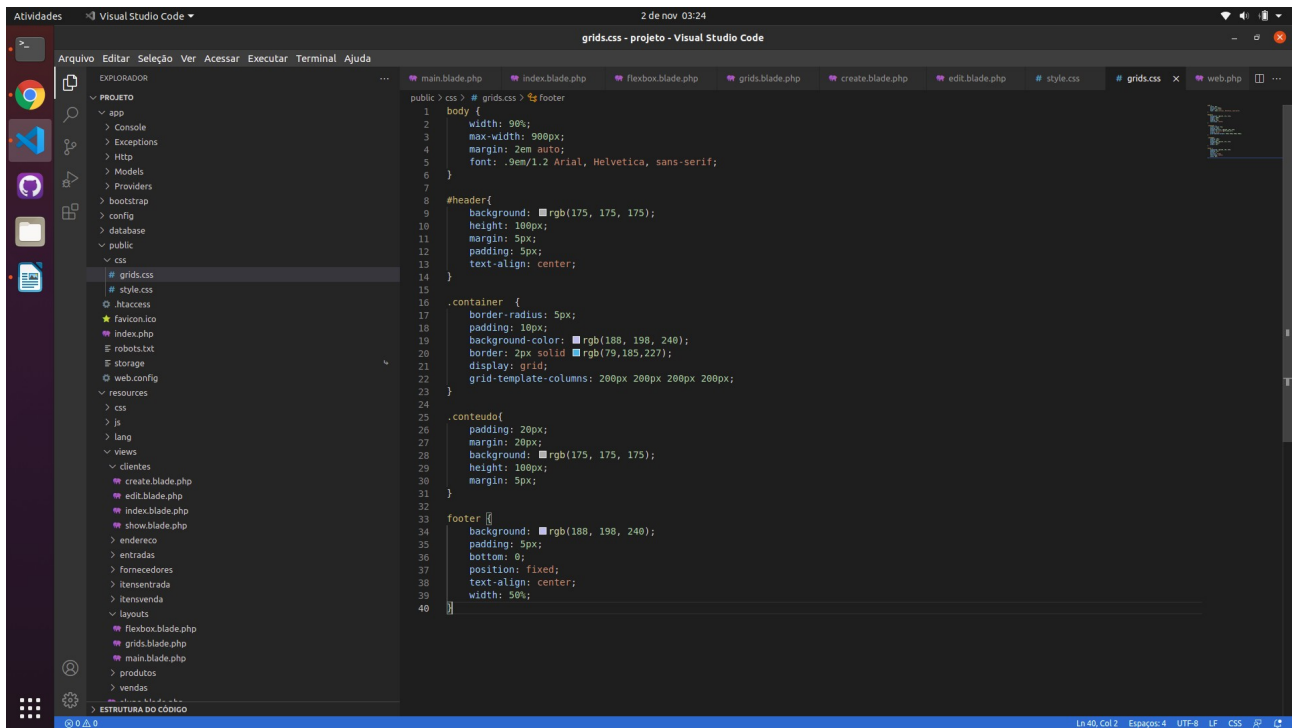 Atividades
Visual Studio Code
2 de nov 03:24
grids.css - projeto - Visual Studio Code
Arquivo Editar Seleção Ver Acessar Executar Terminal Ajuda
EXPLORADOR
PROJETO
app
Console
Exceptions
Http
Models
Providers
bootstrap
config
database
public
css
grids.css
style.css
.htaccess
favicon.ico
index.php
robots.txt
storage
web.config
resources
css
js
lang
views
clientes
create.blade.php
edit.blade.php
index.blade.php
show.blade.php
endereco
entradas
fornecedores
itensentrada
itensvenda
layouts
flexbox.blade.php
grids.blade.php
main.blade.php
produtos
vendas
ESTRUTURA DO CÓDIGO
main.blade.php index.blade.php flexbox.blade.php grids.blade.php create.blade.php edit.blade.php # style.css # grids.css web.php
public > css > # grids.css > footer
1 body {
2 width: 90%;
3 max-width: 900px;
4 margin: 2em auto;
5 font: .9em/1.2 Arial, Helvetica, sans-serif;
6 }
7
8 #header{
9 background: rgb(175, 175, 175);
10 height: 100px;
11 margin: 5px;
12 padding: 5px;
13 text-align: center;
14 }
15
16 .container {
17 border-radius: 5px;
18 padding: 10px;
19 background-color: rgb(188, 198, 240);
20 border: 2px solid rgb(79,185,227);
21 display: grid;
22 grid-template-columns: 200px 200px 200px 200px;
23 }
24
25 .conteudo{
26 padding: 20px;
27 margin: 20px;
28 background: rgb(175, 175, 175);
29 height: 100px;
30 margin: 5px;
31 }
32
33 footer {
34 background: rgb(188, 198, 240);
35 padding: 5px;
36 bottom: 0;
37 position: fixed;
38 text-align: center;
39 width: 50%;
40 }
0 0
Ln 40, Col 2 Espaços: 4 UTF-8 LF CSS